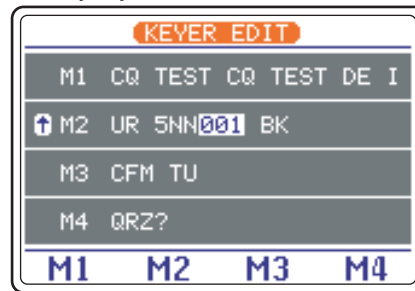 KEYER EDIT
M1 CQ TEST CQ TEST DE I
↑ M2 UR 5NN001 BK
M3 CFM TU
M4 QRZ?
M1 M2 M3 M4